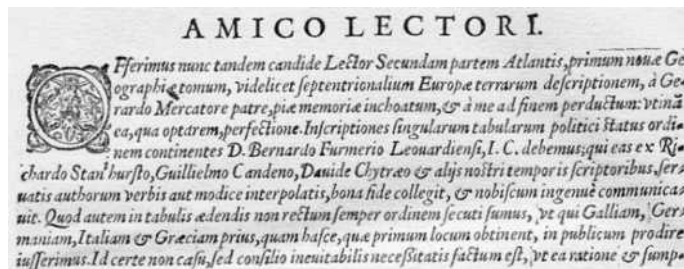 AMICO LECTORI.
OFferimus nunc tandem candide Lector Secundam partem Atlantis, primum nouæ Ge
ographiæ tomum, videlicet septentrionalium Europæ terrarum descriptionem, à Ge-
rardo Mercatore patre, piæ memoriæ inchoatum, & à me ad finem perductum: vtinã
ea, qua optarem, perfectione. Inscriptiones singularum tabularum politici status ordi-
nem continentes D. Bernardo Furmerio Leouardiensi, I. C. debemus; qui eas ex Ri-
chardo Stan'hursto, Guillielmo Candeno, Dauide Chytræo & alijs nostri temporis scriptoribus, ser-
uatis authorum verbis aut modice interpolatis, bona fide collegit, & nobiscum ingenuè communica-
uit. Quod autem in tabulis ædendis non rectum semper ordinem secuti sumus, vt qui Galliam, Ger-
maniam, Italiam & Græciam prius, quam hasce, quæ primum locum obtinent, in publicum prodire
iusserimus. Id certe non casu, sed consilio ineuitabilis necessitatis factum est, vt ea ratione & sump-